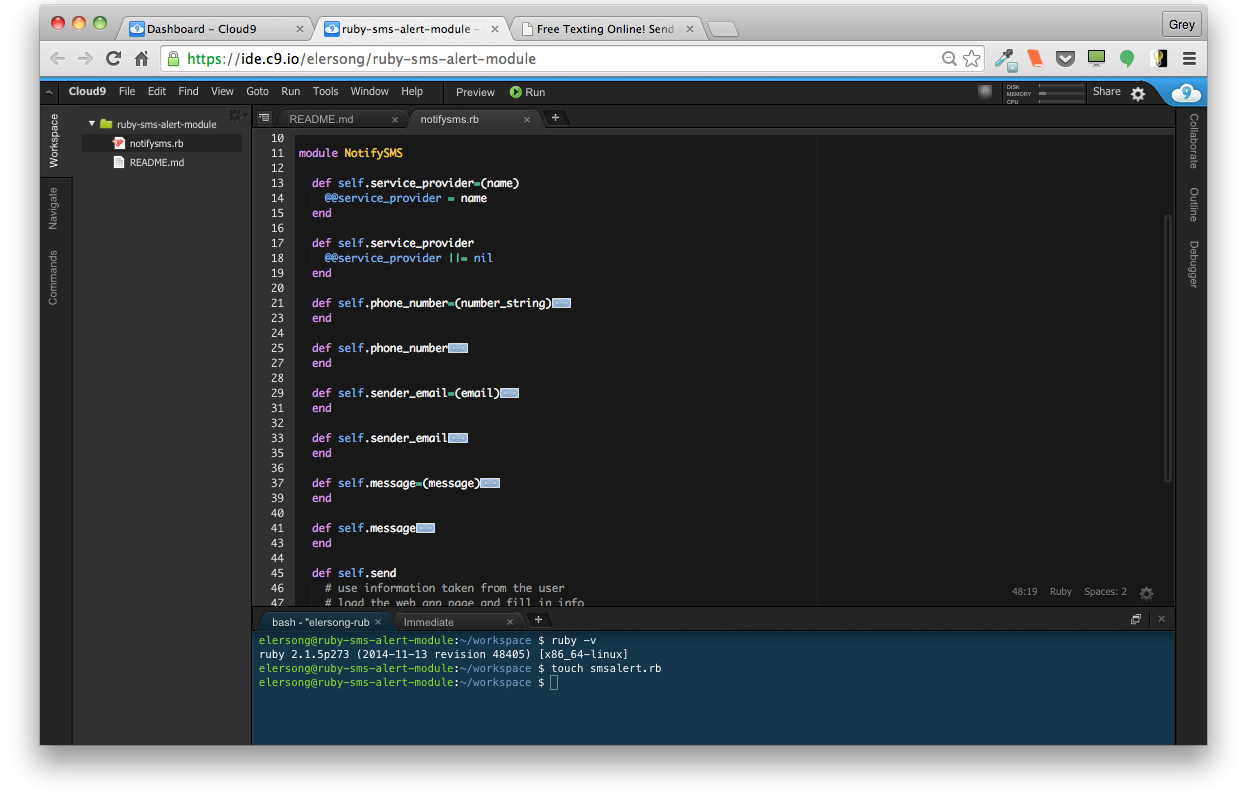 Dashboard – Cloud9
ruby-sms-alert-module –
Free Texting Online! Send
Grey
https://ide.c9.io/elersong/ruby-sms-alert-module
Cloud9 File Edit Find View Goto Run Tools Window Help Preview Run
DISK
MEMORY
CPU
Share
9
Workspace
Navigate
Commands
ruby-sms-alert-module
notifysms.rb
README.md
README.md
notifysms.rb
10
11 module NotifySMS
12
13 def self.service_provider=(name)
14 @@service_provider = name
15 end
16
17 def self.service_provider
18 @@service_provider ||= nil
19 end
20
21 def self.phone_number=(number_string)
23 end
24
25 def self.phone_number
27 end
28
29 def self.sender_email=(email)
31 end
32
33 def self.sender_email
35 end
36
37 def self.message=(message)
39 end
40
41 def self.message
43 end
44
45 def self.send
46 # use information taken from the user
47 # load the web app page and fill in info
48:19 Ruby Spaces: 2
Collaborate
Outline
Debugger
bash - "elersong-rub
Immediate
elersong@ruby-sms-alert-module:~/workspace $ ruby -v
ruby 2.1.5p273 (2014-11-13 revision 48405) [x86_64-linux]
elersong@ruby-sms-alert-module:~/workspace $ touch smsalert.rb
elersong@ruby-sms-alert-module:~/workspace $